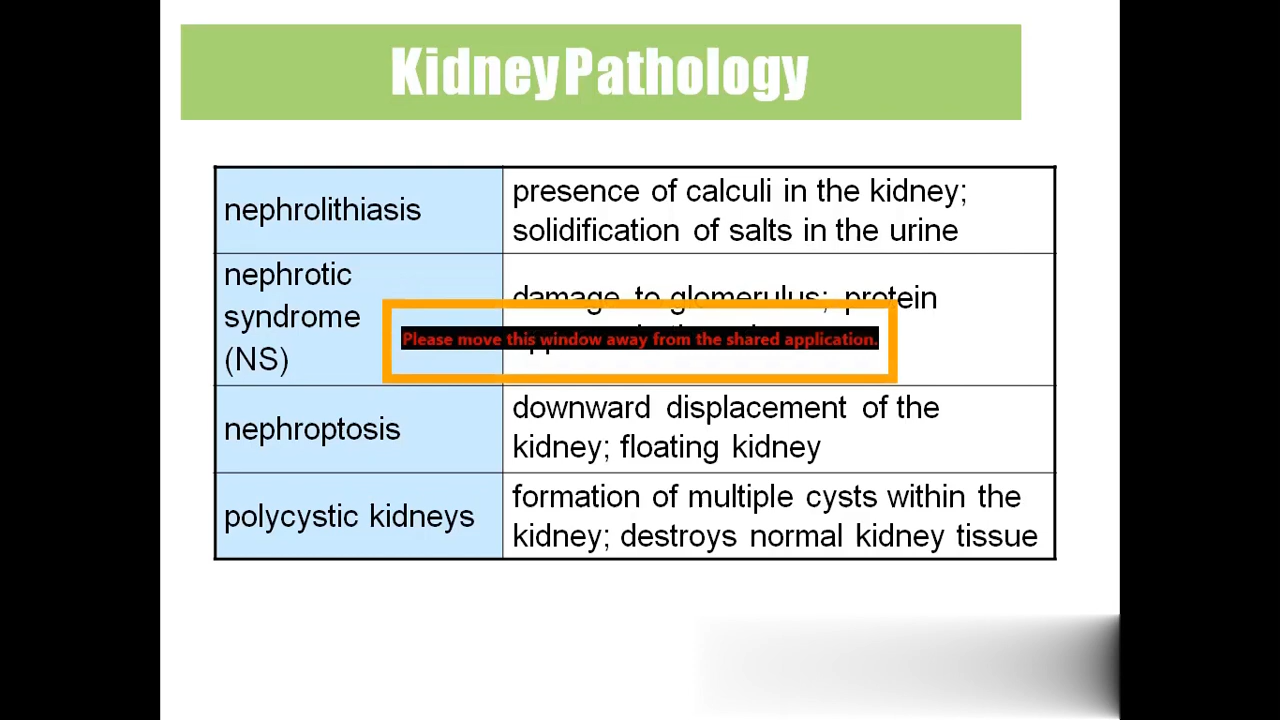 Kidney Pathology
nephrolithiasis
presence of calculi in the kidney;
solidification of salts in the urine
nephrotic
syndrome
(NS)
damage to glomerulus; protein
Please move this window away from the shared application.
nephroptosis
downward displacement of the
kidney; floating kidney
polycystic kidneys
formation of multiple cysts within the
kidney; destroys normal kidney tissue